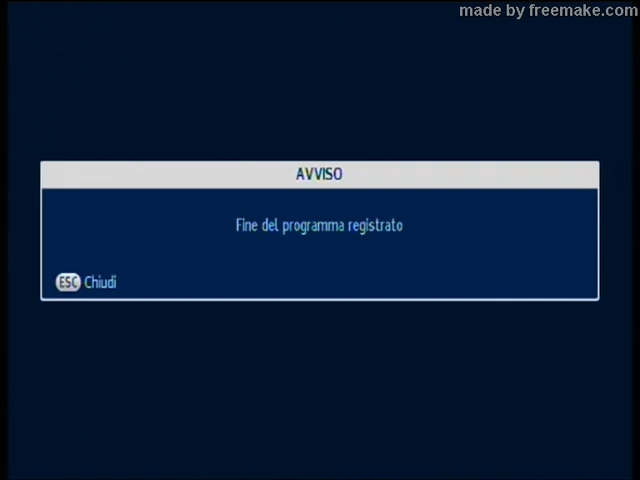 made by freemake.com
AVVISO
Fine del programma registrato
ESC Chiudi